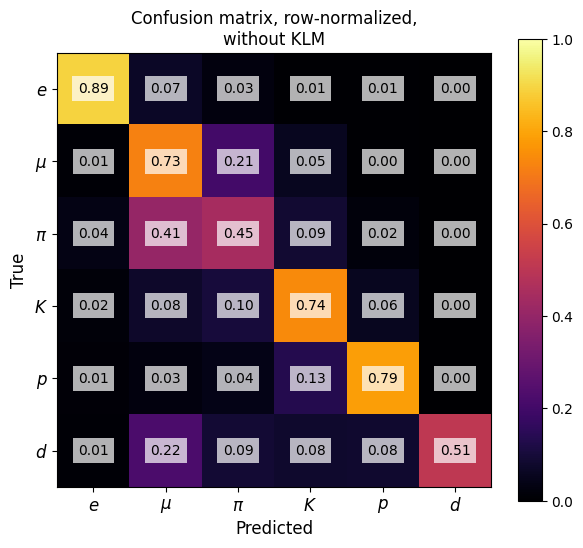 Confusion matrix, row-normalized,
without KLM
True
e 0.89 0.07 0.03 0.01 0.01 0.00
μ 0.01 0.73 0.21 0.05 0.00 0.00
π 0.04 0.41 0.45 0.09 0.02 0.00
K 0.02 0.08 0.10 0.74 0.06 0.00
p 0.01 0.03 0.04 0.13 0.79 0.00
d 0.01 0.22 0.09 0.08 0.08 0.51
e μ π K p d
Predicted
1.0
0.8
0.6
0.4
0.2
0.0